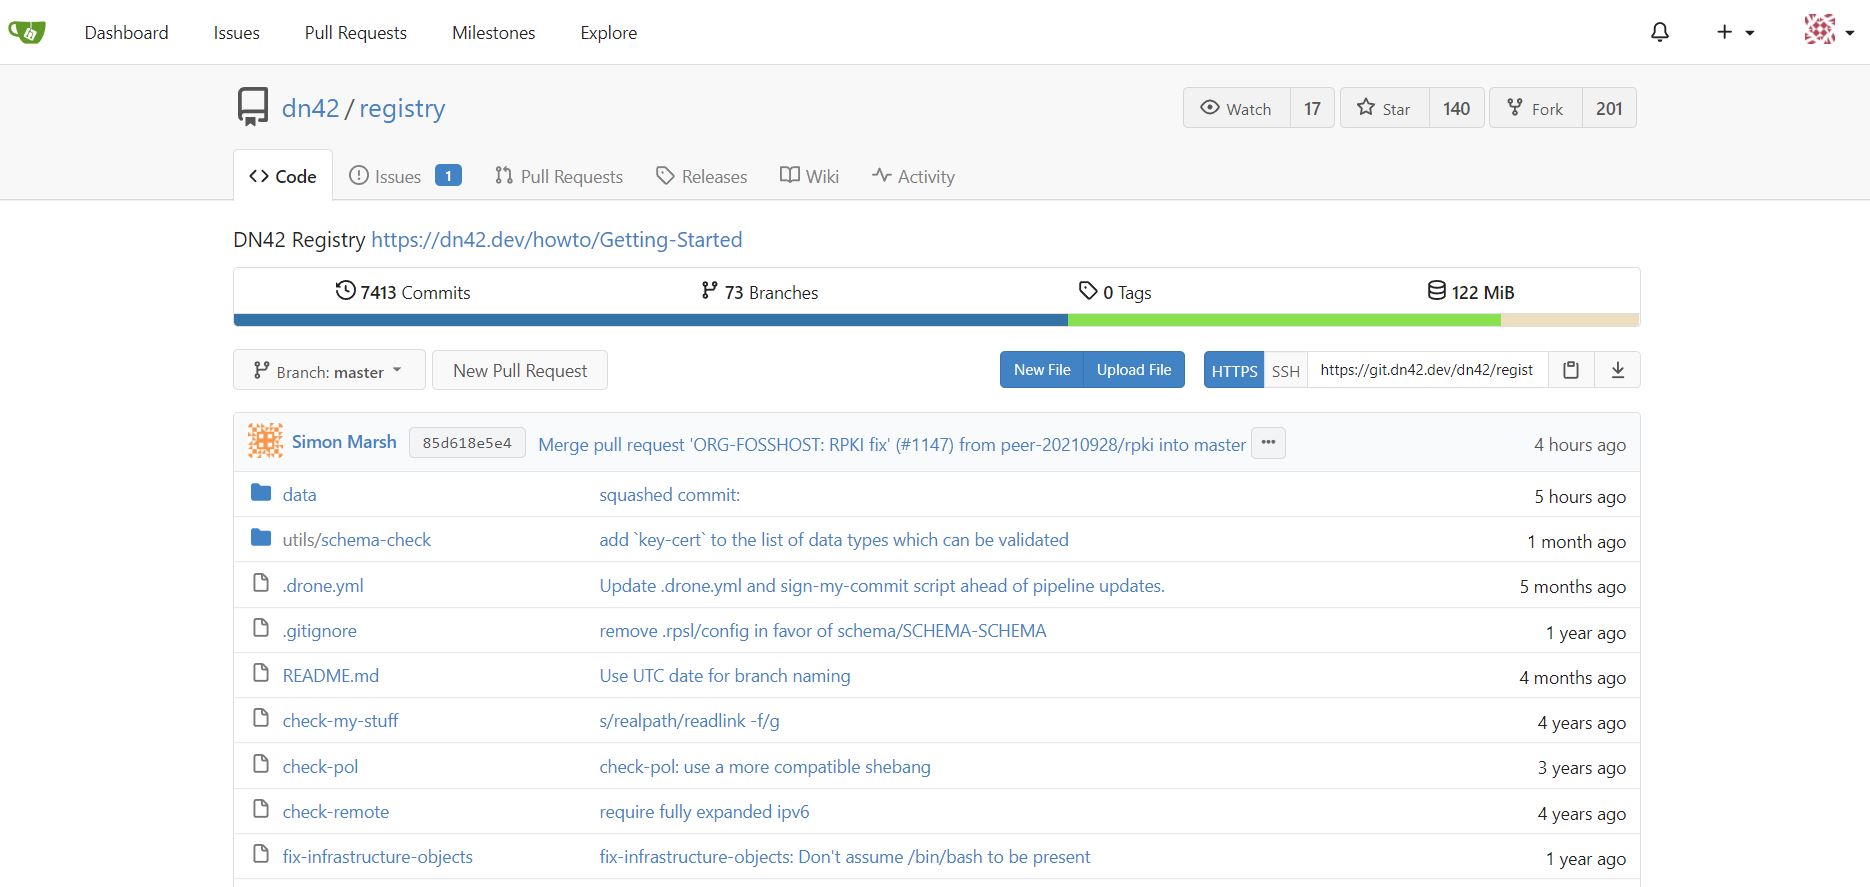 Dashboard Issues Pull Requests Milestones Explore
dn42 / registry
Watch 17 Star 140 Fork 201
Code Issues 1 Pull Requests Releases Wiki Activity
DN42 Registry https://dn42.dev/howto/Getting-Started
7413 Commits 73 Branches 0 Tags 122 MiB
Branch: master New Pull Request New File Upload File HTTPS SSH https://git.dn42.dev/dn42/regist
Simon Marsh 85d618e5e4 Merge pull request 'ORG-FOSSHOST: RPKI fix' (#1147) from peer-20210928/rpki into master ... 4 hours ago
data squashed commit: 5 hours ago
utils/schema-check add `key-cert` to the list of data types which can be validated 1 month ago
.drone.yml Update .drone.yml and sign-my-commit script ahead of pipeline updates. 5 months ago
.gitignore remove .rpsl/config in favor of schema/SCHEMA-SCHEMA 1 year ago
README.md Use UTC date for branch naming 4 months ago
check-my-stuff s/realpath/readlink -f/g 4 years ago
check-pol check-pol: use a more compatible shebang 3 years ago
check-remote require fully expanded ipv6 4 years ago
fix-infrastructure-objects fix-infrastructure-objects: Don't assume /bin/bash to be present 1 year ago